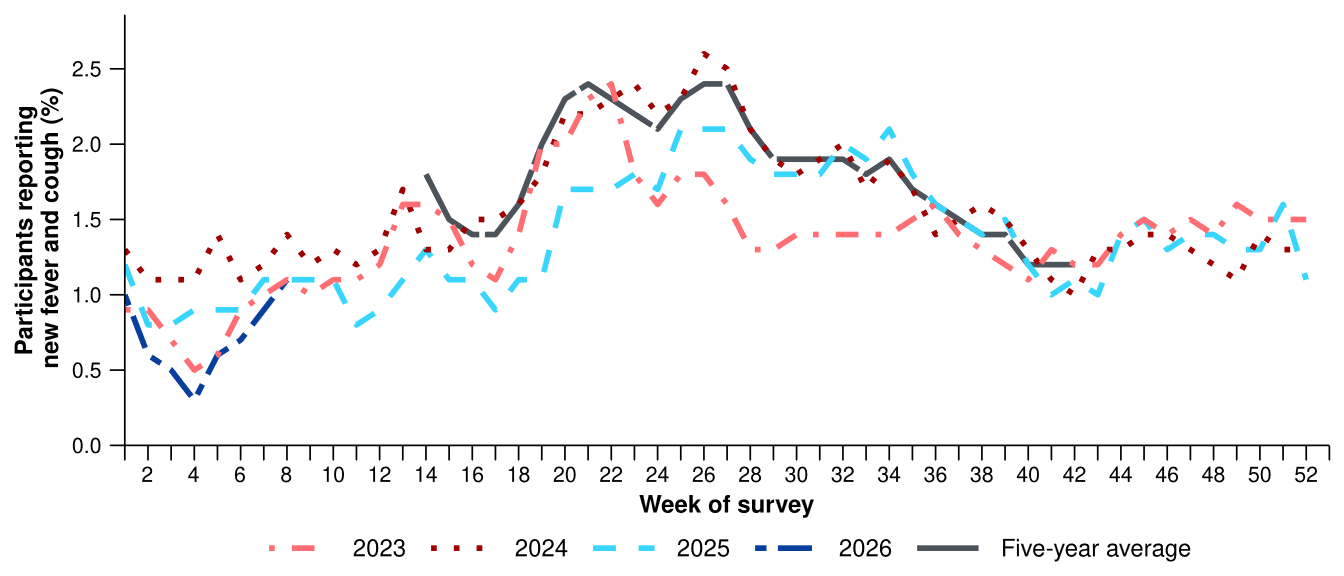 Participants reporting
new fever and cough (%)
2.5
2.0
1.5
1.0
0.5
0.0
2 4 6 8 10 12 14 16 18 20 22 24 26 28 30 32 34 36 38 40 42 44 46 48 50 52
Week of survey
2023 2024 2025 2026 Five-year average